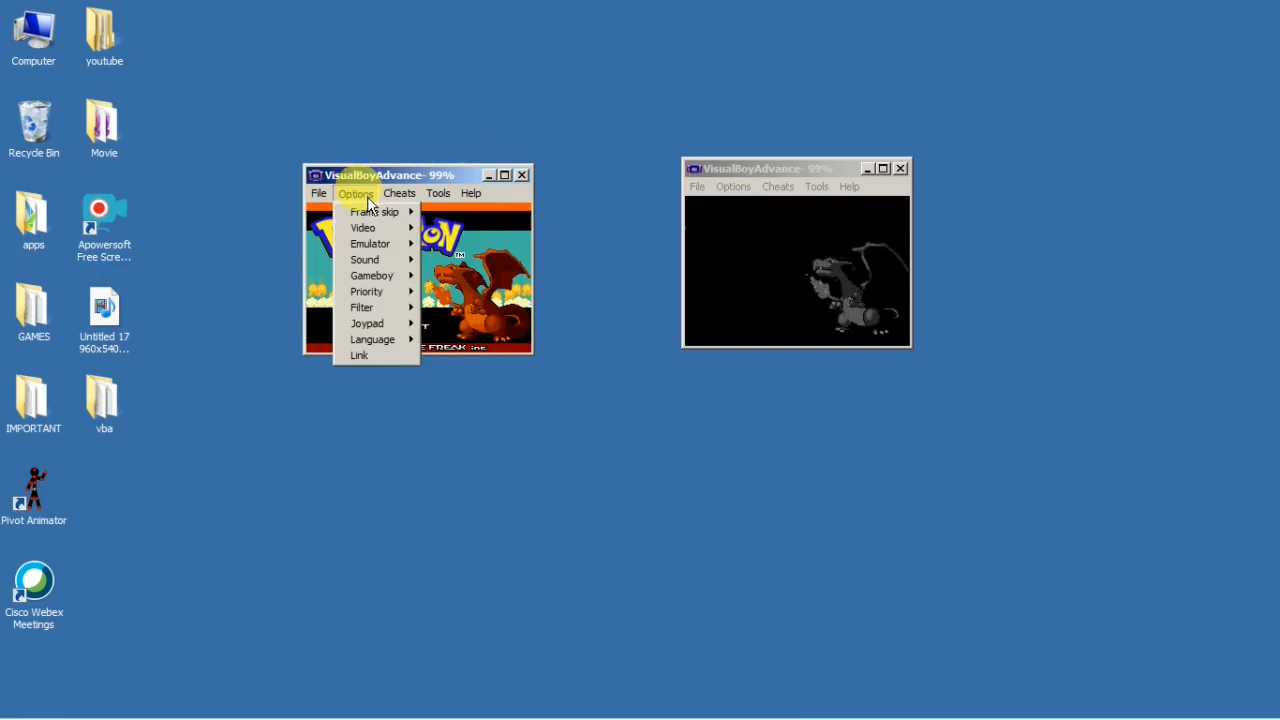 Computer
youtube
Recycle Bin
Movie
apps
Apowersoft
Free Scre...
GAMES
Untitled 17
960x540...
IMPORTANT
vba
Pivot Animator
Cisco Webex
Meetings
VisualBoyAdvance- 99%
File Options Cheats Tools Help
Frame skip
Video
Emulator
Sound
Gameboy
Priority
Filter
Joypad
Language
Link
TM
FREAK inc.
VisualBoyAdvance- 99%
File Options Cheats Tools Help